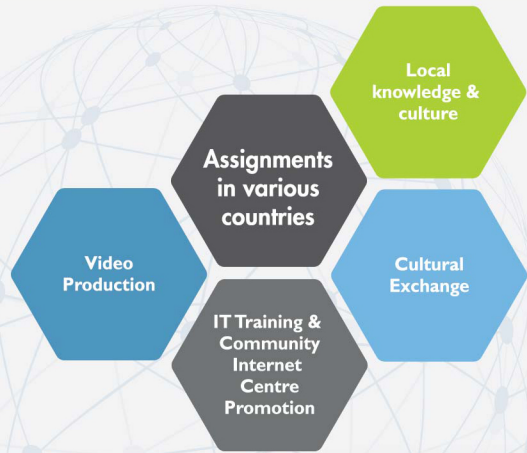 Local
knowledge &
culture
Assignments
in various
countries
Video
Production
Cultural
Exchange
IT Training &
Community
Internet
Centre
Promotion